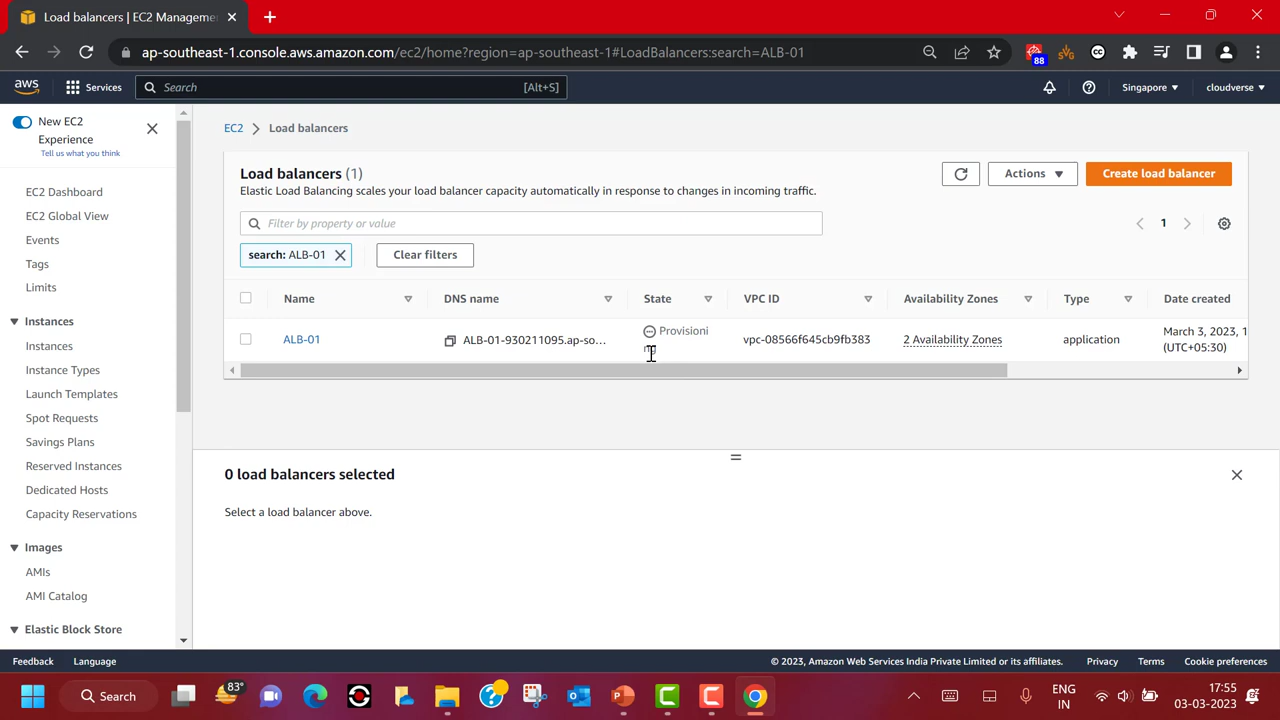 Load balancers | EC2 Manageme
ap-southeast-1.console.aws.amazon.com/ec2/home?region=ap-southeast-1#LoadBalancers:search=ALB-01
88
SVG
CC
aws
Services
Search
[Alt+S]
Singapore
cloudverse
New EC2
Experience
Tell us what you think
EC2 Dashboard
EC2 Global View
Events
Tags
Limits
Instances
Instances
Instance Types
Launch Templates
Spot Requests
Savings Plans
Reserved Instances
Dedicated Hosts
Capacity Reservations
Images
AMIs
AMI Catalog
Elastic Block Store
EC2 > Load balancers
Load balancers (1)
Elastic Load Balancing scales your load balancer capacity automatically in response to changes in incoming traffic.
Actions
Create load balancer
Filter by property or value
1
search: ALB-01
Clear filters
Name DNS name State VPC ID Availability Zones Type Date created
ALB-01 ALB-01-930211095.ap-so... Provisioni
ng
vpc-08566f645cb9fb383 2 Availability Zones application
March 3, 2023, 1
(UTC+05:30)
0 load balancers selected
Select a load balancer above.
Feedback Language
© 2023, Amazon Web Services India Private Limited or its affiliates. Privacy Terms Cookie preferences
83°
Search
ENG
IN
17:55
03-03-2023